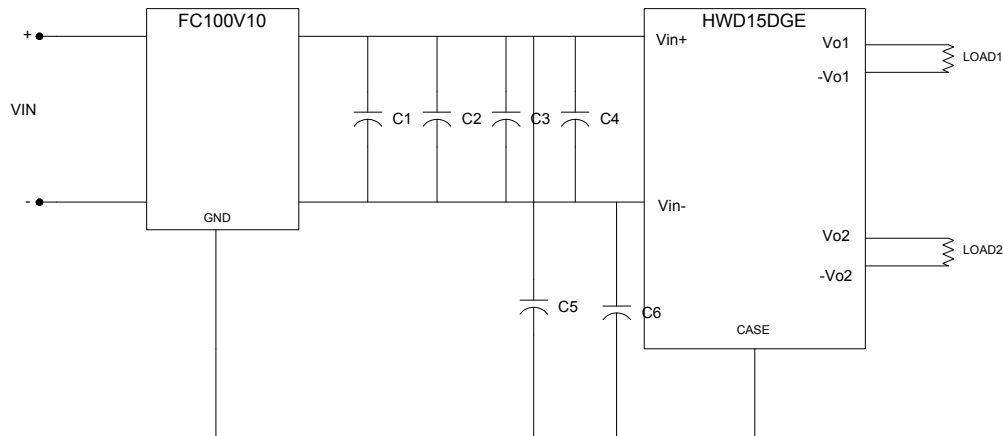 FC100V10
HWD15DGE
+
Vin+
Vo1
LOAD1
-Vo1
VIN
C1
C2
C3
C4
-
Vin-
GND
Vo2
LOAD2
-Vo2
C5
C6
CASE